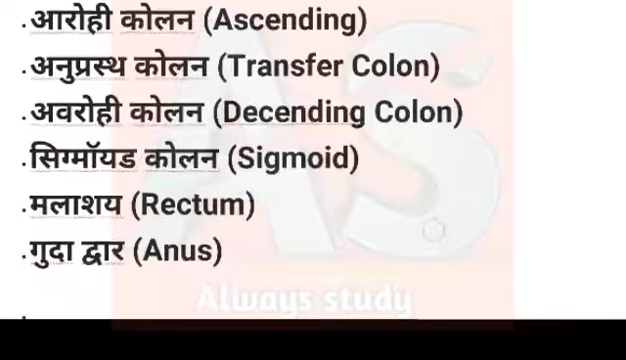 . आरोही कोलन (Ascending)
. अनुप्रस्थ कोलन (Transfer Colon)
. अवरोही कोलन (Decending Colon)
. सिग्मॉयड कोलन (Sigmoid)
. मलाशय (Rectum)
. गुदा द्वार (Anus)
.
AS
Always study